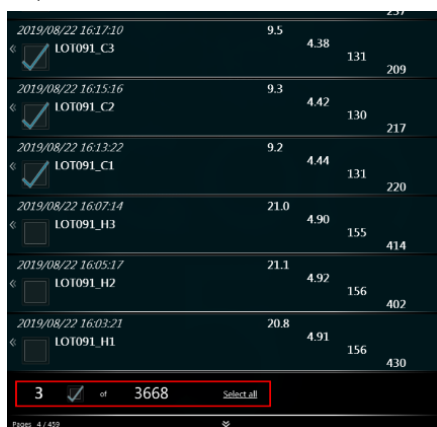 237
2019/08/22 16:17:10 9.5
LOT091_C3 4.38
131
209
2019/08/22 16:15:16 9.3
LOT091_C2 4.42
130
217
2019/08/22 16:13:22 9.2
LOT091_C1 4.44
131
220
2019/08/22 16:07:14 21.0
LOT091_H3 4.90
155
414
2019/08/22 16:05:17 21.1
LOT091_H2 4.92
156
402
2019/08/22 16:03:21 20.8
LOT091_H1 4.91
156
430
3 of 3668 Select all
Pages 4 / 459